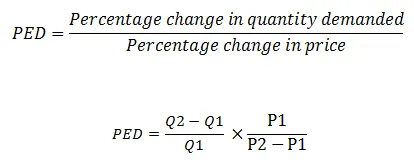 PED = Percentage change in quantity demanded / Percentage change in price
PED = Q2 − Q1 / Q1 × P1 / P2 − P1